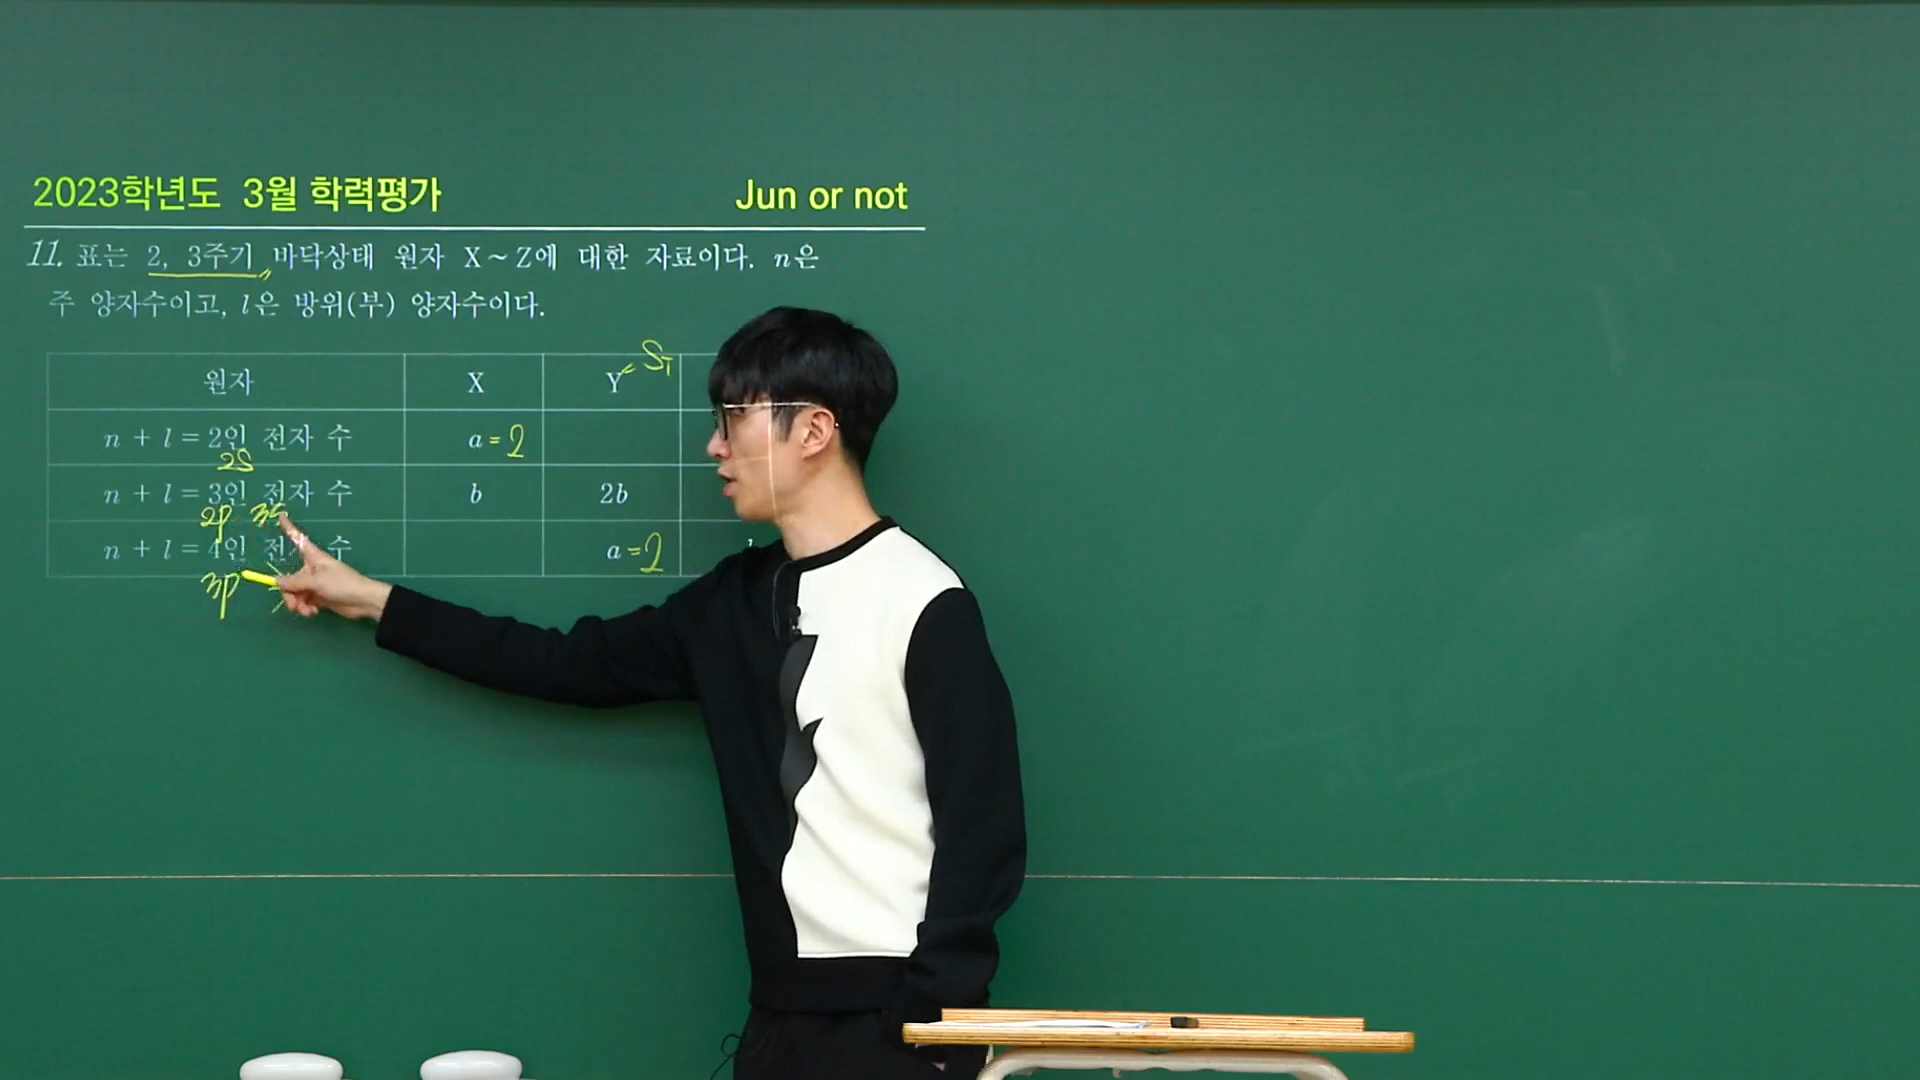 2023학년도 3월 학력평가 Jun or not
11. 표는 2, 3주기 바닥상태 원자 X~Z에 대한 자료이다. n은
주 양자수이고, l은 방위(부) 양자수이다.
원자 X Y Si
n + l = 2인 전자 수 a = 2
2s
n + l = 3인 전자 수 b 2b
2p 3s
n + l = 4인 전자 수 a = 2
3p